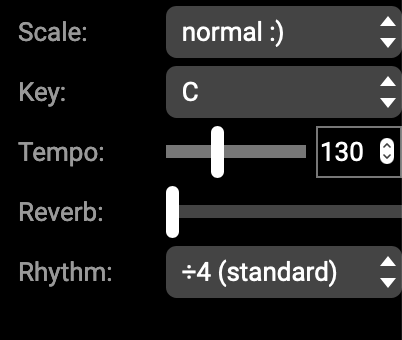 Scale: normal :)
Key: C
Tempo: 130
Reverb:
Rhythm: ÷4 (standard)